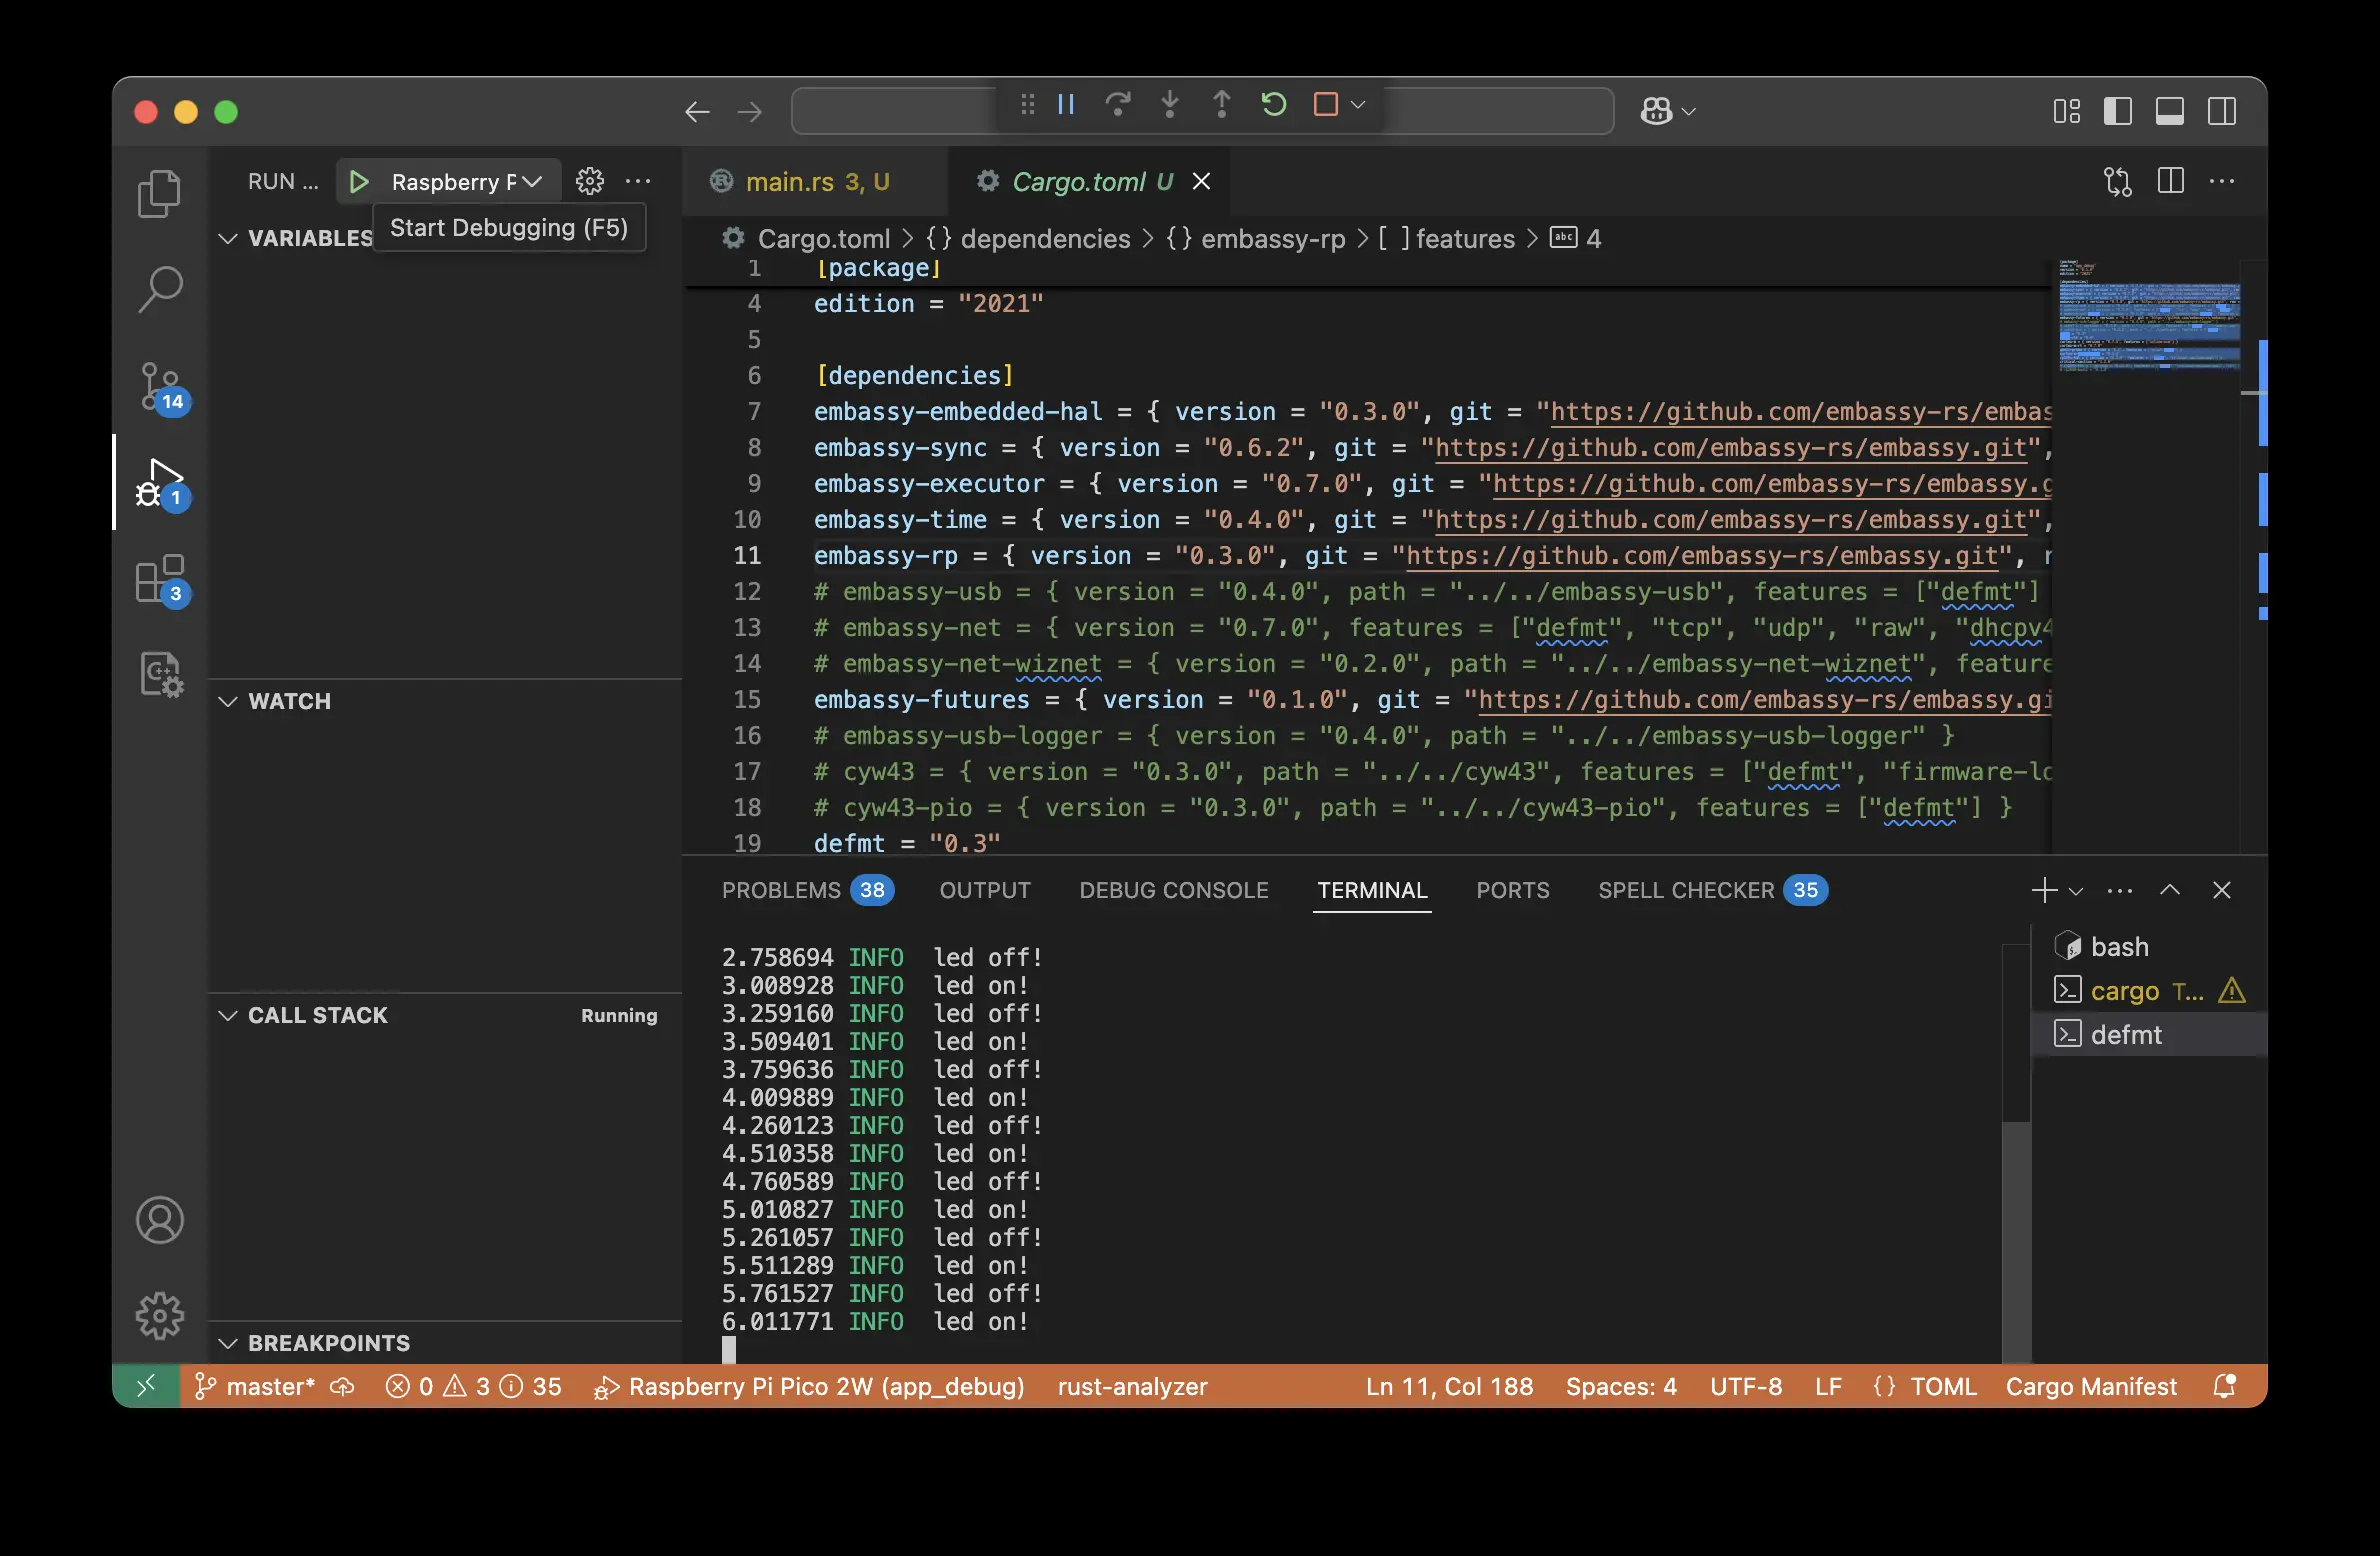 RUN ...
Raspberry P
Start Debugging (F5)
VARIABLES
14
1
3
WATCH
CALL STACK
Running
BREAKPOINTS
main.rs 3, U
Cargo.toml U
Cargo.toml > {} dependencies > {} embassy-rp > [ ] features > abc 4
1 [package]
4 edition = "2021"
5
6 [dependencies]
7 embassy-embedded-hal = { version = "0.3.0", git = "https://github.com/embassy-rs/embas
8 embassy-sync = { version = "0.6.2", git = "https://github.com/embassy-rs/embassy.git",
9 embassy-executor = { version = "0.7.0", git = "https://github.com/embassy-rs/embassy.g
10 embassy-time = { version = "0.4.0", git = "https://github.com/embassy-rs/embassy.git",
11 embassy-rp = { version = "0.3.0", git = "https://github.com/embassy-rs/embassy.git", r
12 # embassy-usb = { version = "0.4.0", path = "../../embassy-usb", features = ["defmt"]
13 # embassy-net = { version = "0.7.0", features = ["defmt", "tcp", "udp", "raw", "dhcpv4
14 # embassy-net-wiznet = { version = "0.2.0", path = "../../embassy-net-wiznet", feature
15 embassy-futures = { version = "0.1.0", git = "https://github.com/embassy-rs/embassy.gi
16 # embassy-usb-logger = { version = "0.4.0", path = "../../embassy-usb-logger" }
17 # cyw43 = { version = "0.3.0", path = "../../cyw43", features = ["defmt", "firmware-lo
18 # cyw43-pio = { version = "0.3.0", path = "../../cyw43-pio", features = ["defmt"] }
19 defmt = "0.3"
PROBLEMS 38 OUTPUT DEBUG CONSOLE TERMINAL PORTS SPELL CHECKER 35
2.758694 INFO led off!
3.008928 INFO led on!
3.259160 INFO led off!
3.509401 INFO led on!
3.759636 INFO led off!
4.009889 INFO led on!
4.260123 INFO led off!
4.510358 INFO led on!
4.760589 INFO led off!
5.010827 INFO led on!
5.261057 INFO led off!
5.511289 INFO led on!
5.761527 INFO led off!
6.011771 INFO led on!
bash
cargo T...
defmt
master* 0 3 35 Raspberry Pi Pico 2W (app_debug) rust-analyzer Ln 11, Col 188 Spaces: 4 UTF-8 LF {} TOML Cargo Manifest